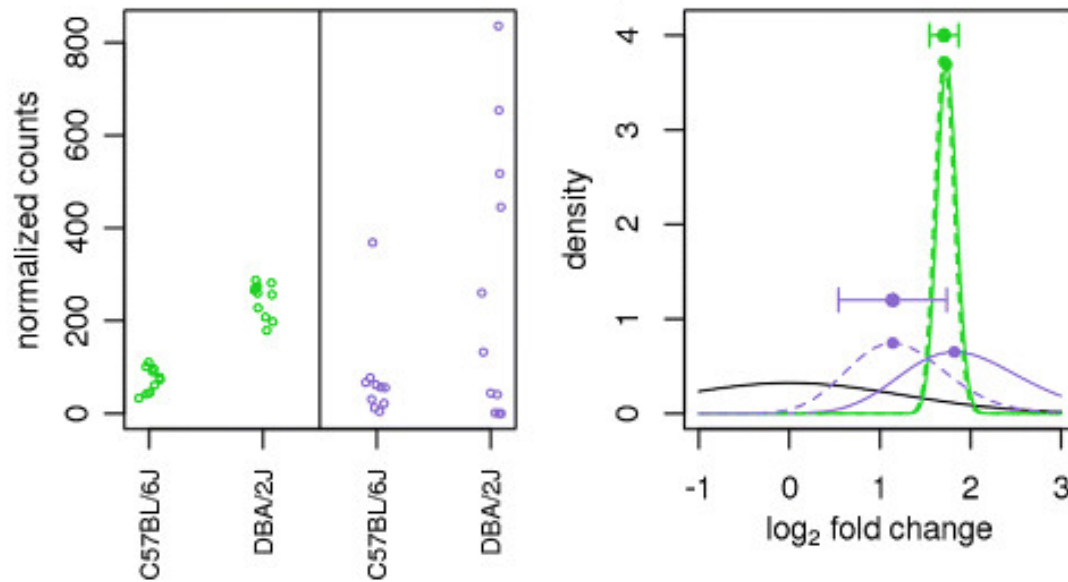 normalized counts
800
600
400
200
0
C57BL/6J
DBA/2J
C57BL/6J
DBA/2J
density
4
3
2
1
0
-1 0 1 2 3
log₂ fold change